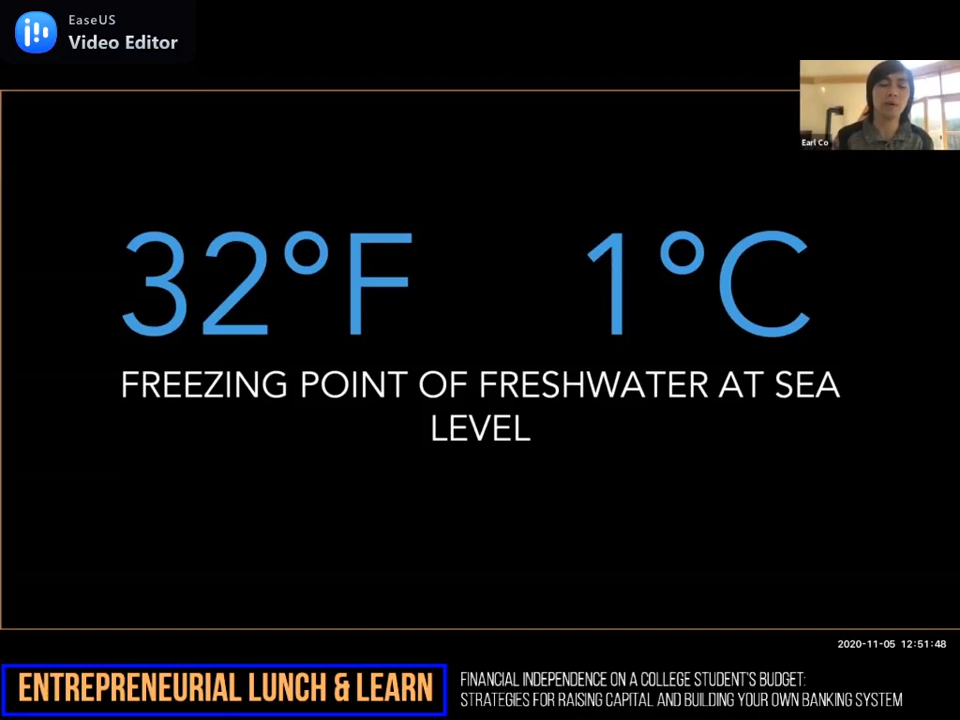 EaseUS
Video Editor
Earl Co
32°F 1°C
FREEZING POINT OF FRESHWATER AT SEA
LEVEL
2020-11-05 12:51:48
ENTREPRENEURIAL LUNCH & LEARN
FINANCIAL INDEPENDENCE ON A COLLEGE STUDENT'S BUDGET:
STRATEGIES FOR RAISING CAPITAL AND BUILDING YOUR OWN BANKING SYSTEM